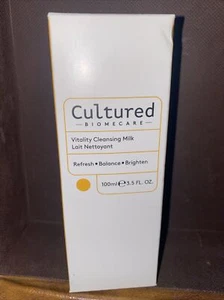 Cultured
BIOMECARE
Vitality Cleansing Milk
Lait Nettoyant
Refresh • Balance • Brighten
100ml ℮ 3.5 FL. OZ.